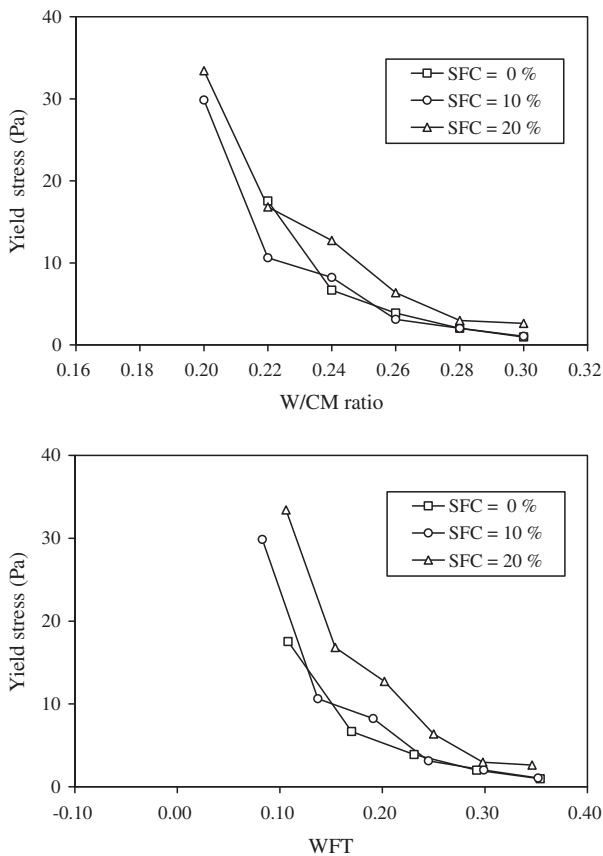 40
30
20
10
0
Yield stress (Pa)
SFC = 0 %
SFC = 10 %
SFC = 20 %
0.16 0.18 0.20 0.22 0.24 0.26 0.28 0.30 0.32
W/CM ratio
40
30
20
10
0
Yield stress (Pa)
SFC = 0 %
SFC = 10 %
SFC = 20 %
-0.10 0.00 0.10 0.20 0.30 0.40
WFT